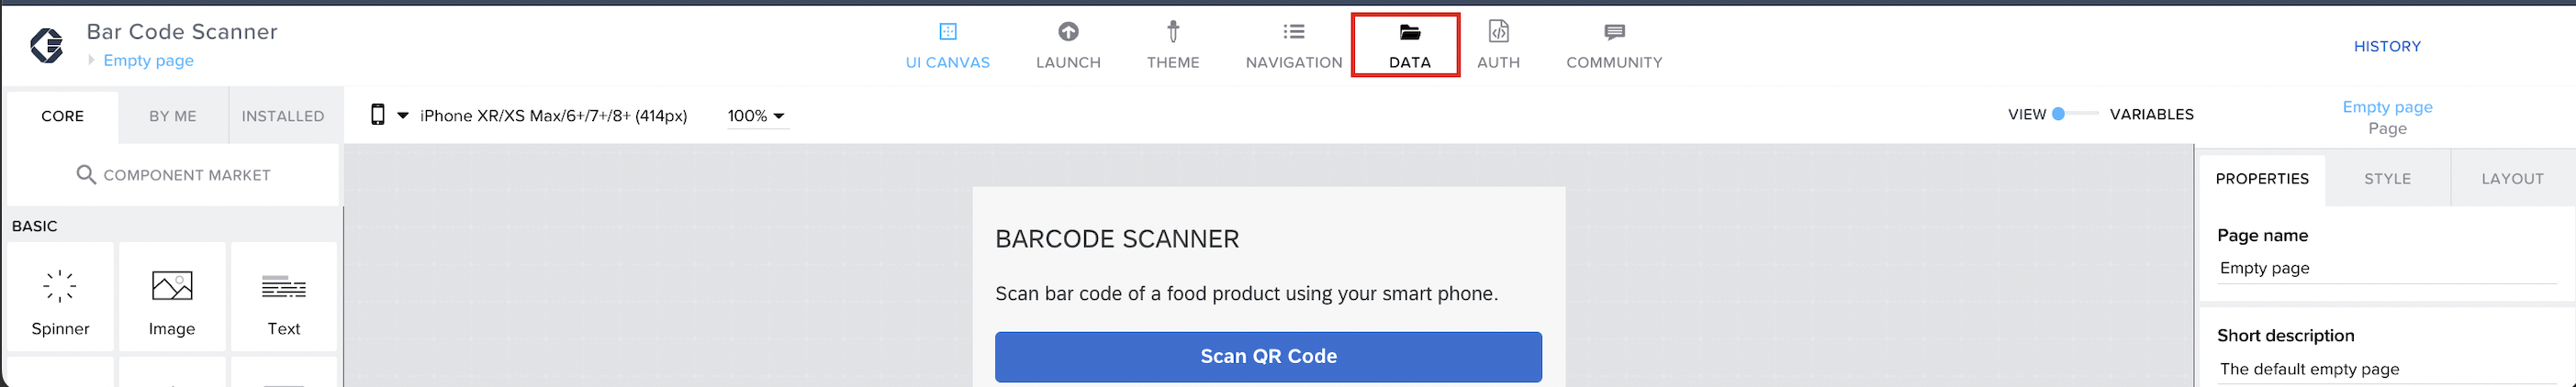 Bar Code Scanner
Empty page
UI CANVAS
LAUNCH
THEME
NAVIGATION
DATA
AUTH
COMMUNITY
HISTORY
CORE
BY ME
INSTALLED
iPhone XR/XS Max/6+/7+/8+ (414px)
100%
VIEW
VARIABLES
Empty page
Page
COMPONENT MARKET
PROPERTIES
STYLE
LAYOUT
BASIC
Spinner
Image
Text
BARCODE SCANNER
Scan bar code of a food product using your smart phone.
Scan QR Code
Page name
Empty page
Short description
The default empty page